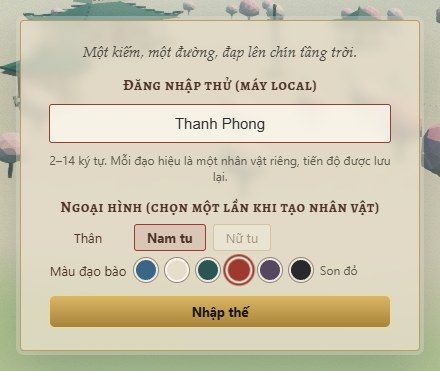 Một kiếm, một đường, đạp lên chín tầng trời.
Đăng nhập thử (máy local)
Thanh Phong
2–14 ký tự. Mỗi đạo hiệu là một nhân vật riêng, tiến độ được lưu
lại.
Ngoại hình (chọn một lần khi tạo nhân vật)
Thân Nam tu Nữ tu
Màu đạo bào Son đỏ
Nhập thế